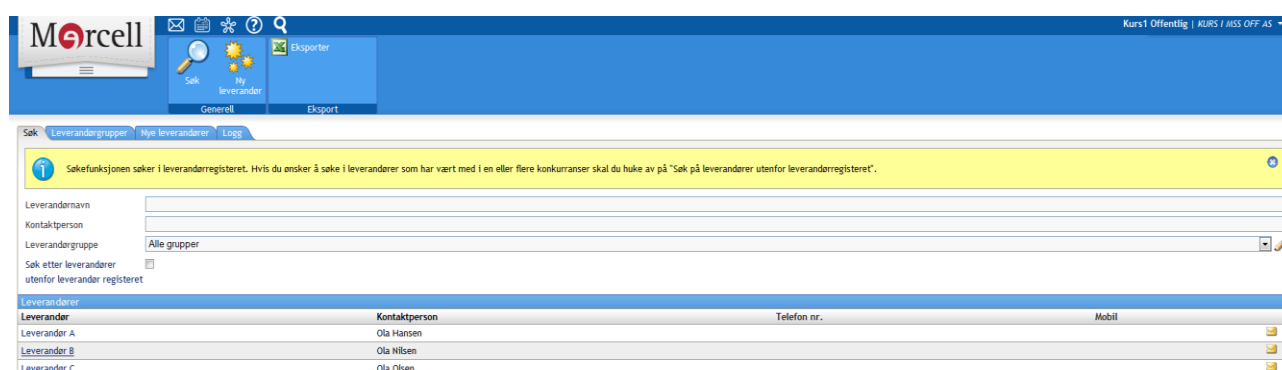 Mercell
Kurs1 Offentlig | KURS I MSS OFF AS
Søk
Ny
leverandør
Eksporter
Generell
Eksport
Søk
Leverandørgrupper
Nye leverandører
Logg
Søkefunksjonen søker i leverandørregisteret. Hvis du ønsker å søke i leverandører som har vært med i en eller flere konkurranser skal du huke av på "Søk på leverandører utenfor leverandørregisteret".
Leverandørnavn
Kontaktperson
Leverandørgruppe Alle grupper
Søk etter leverandører
utenfor leverandør registeret
Leverandører
Leverandør Kontaktperson Telefon nr. Mobil
Leverandør A Ola Hansen
Leverandør B Ola Nilsen
Leverandør C Ola Olsen